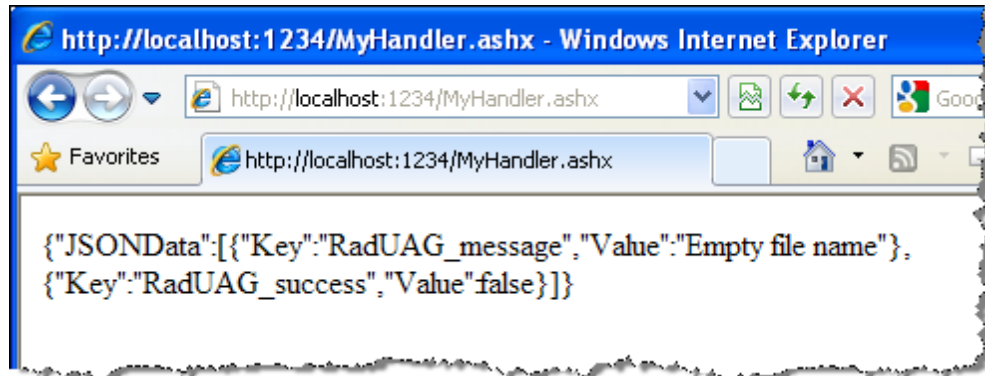 http://localhost:1234/MyHandler.ashx - Windows Internet Explorer
http://localhost:1234/MyHandler.ashx
Favorites
http://localhost:1234/MyHandler.ashx
{"JSONData":[{"Key":"RadUAG_message","Value":"Empty file name"},
{"Key":"RadUAG_success","Value":false}]}